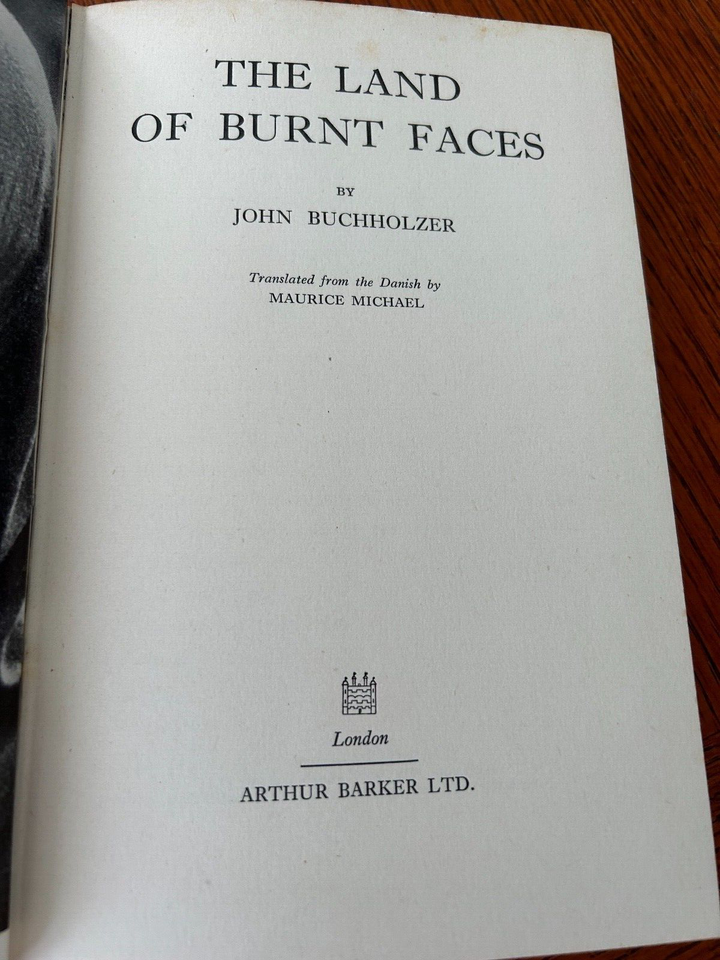 THE LAND
OF BURNT FACES
BY
JOHN BUCHHOLZER
Translated from the Danish by
MAURICE MICHAEL
London
ARTHUR BARKER LTD.